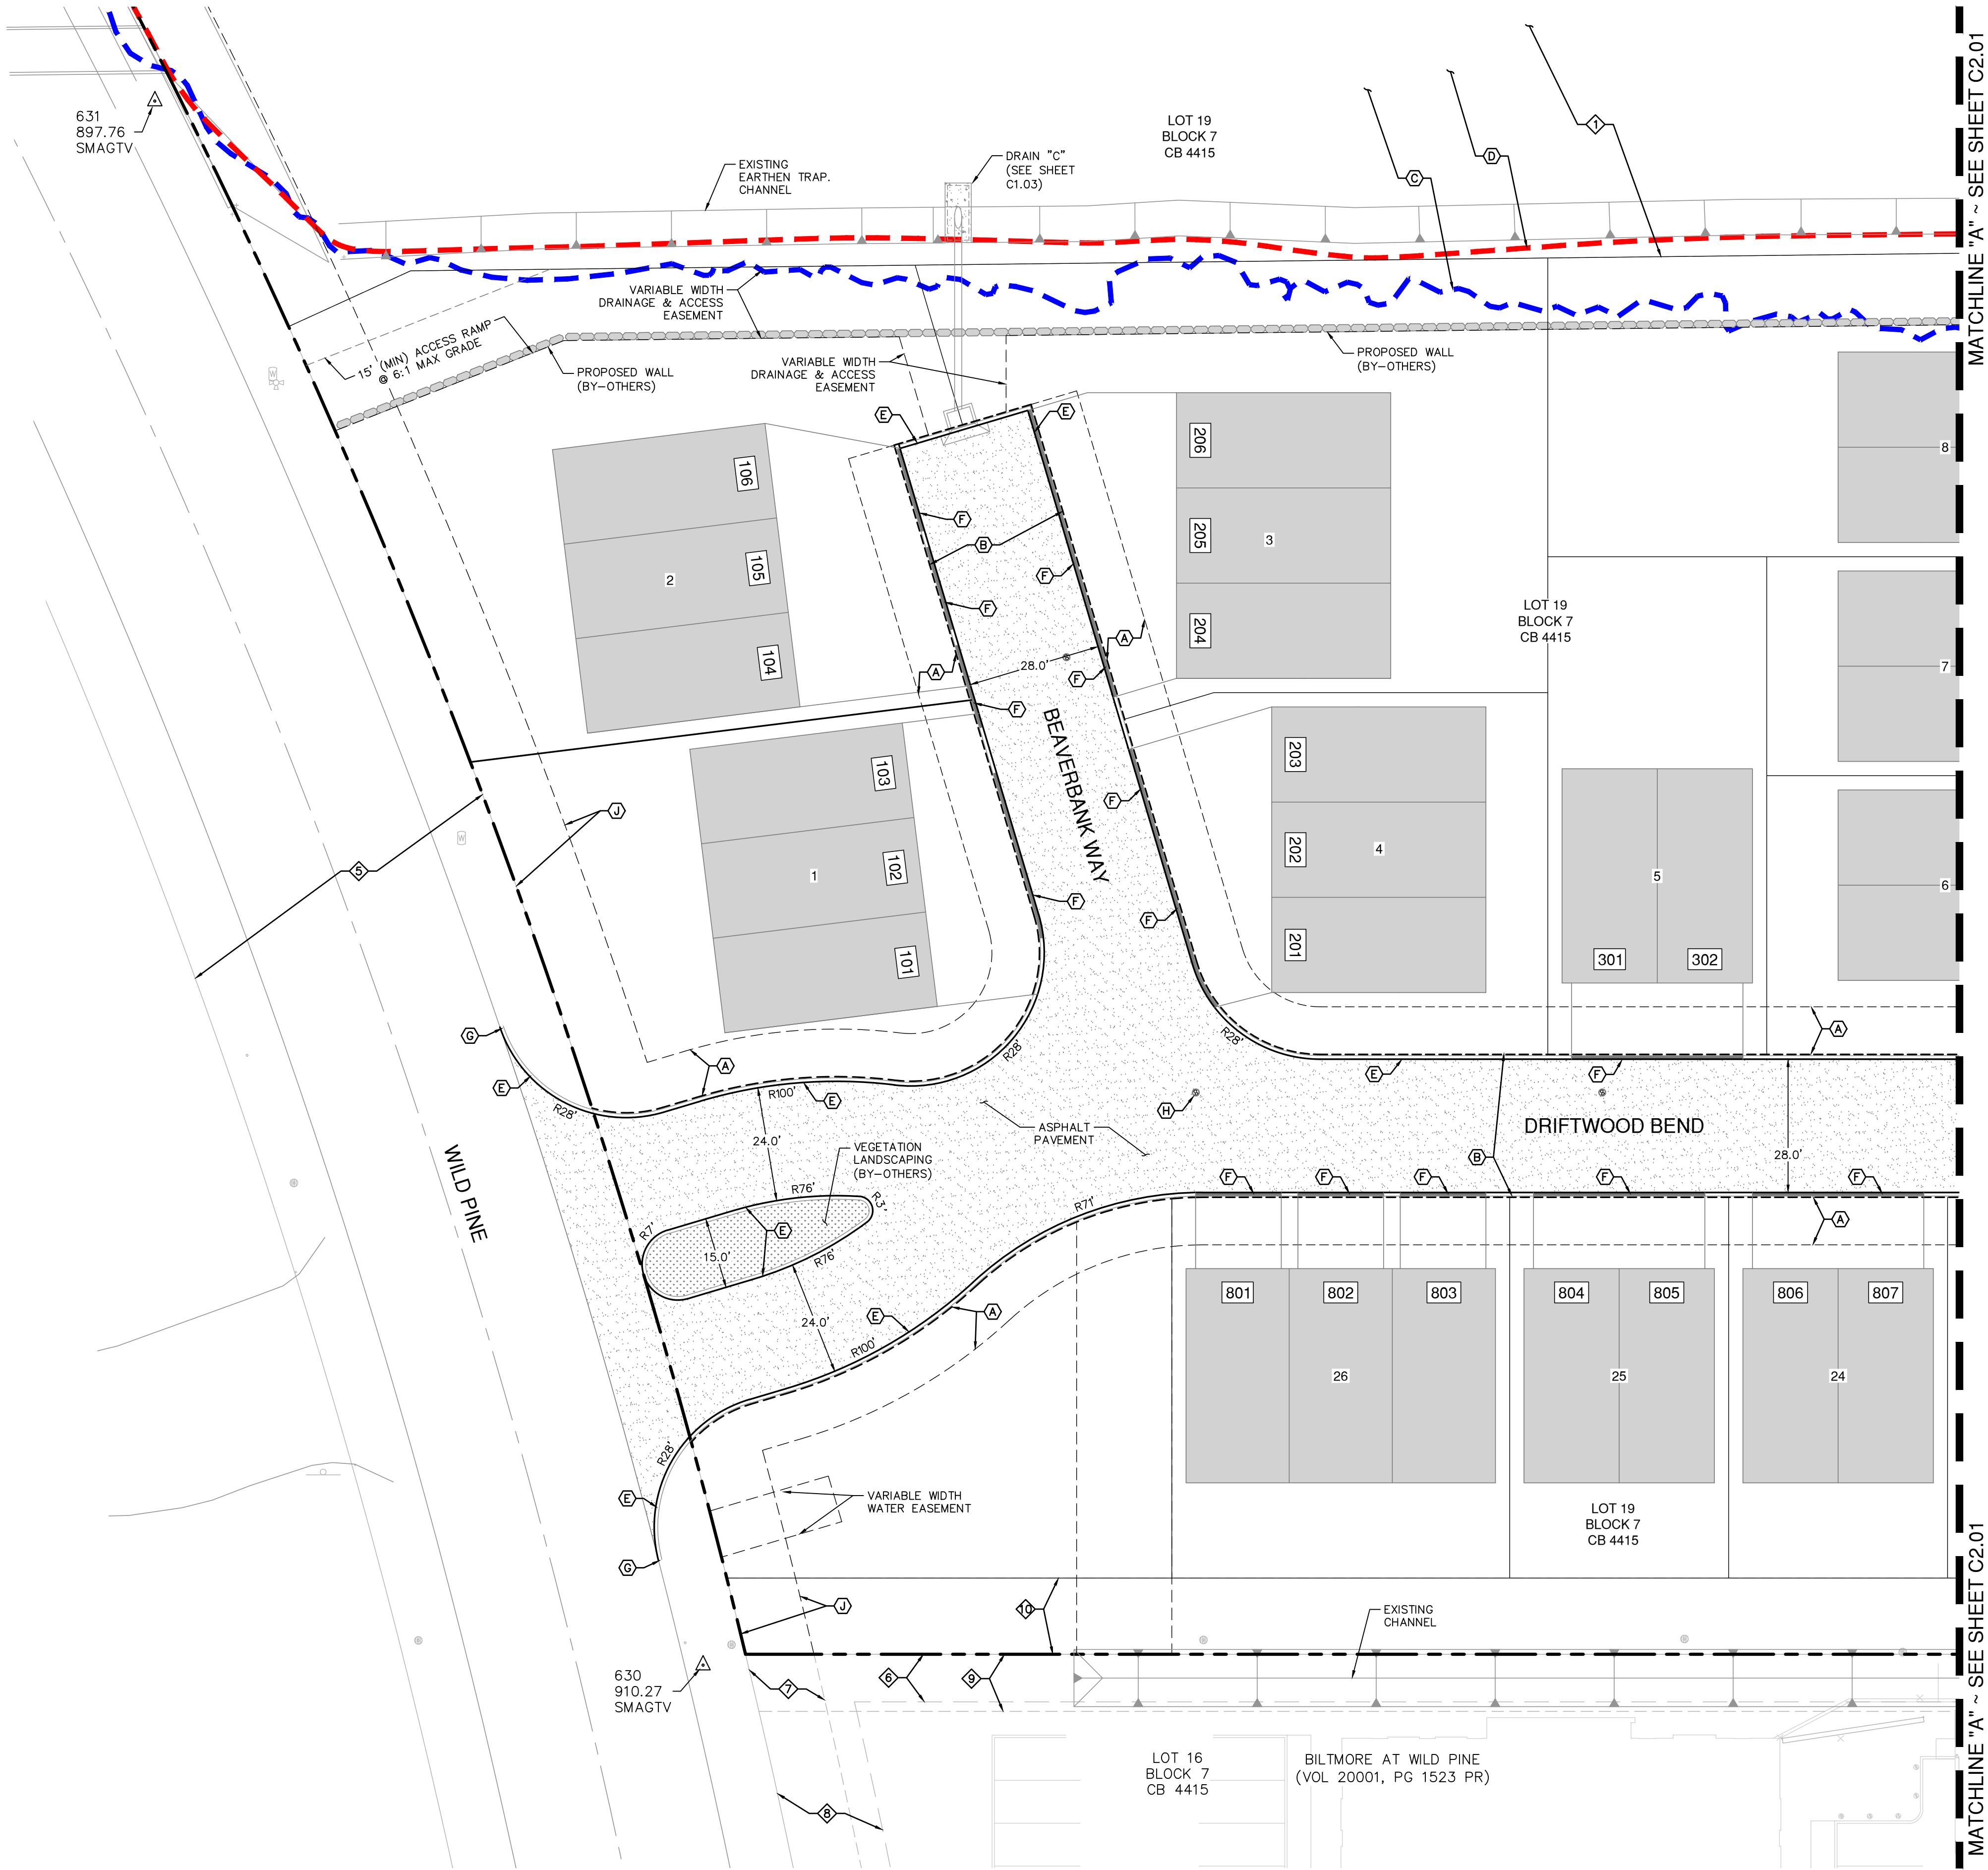 631
897.76
SMAGTV
W
EXISTING
EARTHEN TRAP.
CHANNEL
DRAIN "C"
(SEE SHEET
C1.03)
LOT 19
BLOCK 7
CB 4415
C
D
1
MATCHLINE "A" ~ SEE SHEET C2.01
VARIABLE WIDTH
DRAINAGE & ACCESS
EASEMENT
15' (MIN) ACCESS RAMP
@ 6:1 MAX GRADE
PROPOSED WALL
(BY-OTHERS)
VARIABLE WIDTH
DRAINAGE & ACCESS
EASEMENT
PROPOSED WALL
(BY-OTHERS)
E
E
106
105
104
2
F
B
F
F
A
A
28.0'
F
F
206
205
204
3
LOT 19
BLOCK 7
CB 4415
8
7
6
BEAVERBANK WAY
J
5
W
103
102
101
1
F
F
F
203
202
201
4
5
301
302
A
G
E
A
R28'
R100'
E
R28'
R28'
E
F
H
ASPHALT
PAVEMENT
DRIFTWOOD BEND
B
28.0'
24.0'
VEGETATION
LANDSCAPING
(BY-OTHERS)
WILD PINE
R76'
R3'
R7'
15.0'
E
R76'
24.0'
R71'
F
F
F
F
F
A
E
A
R100'
R28'
801
802
803
804
805
806
807
26
25
24
VARIABLE WIDTH
WATER EASEMENT
E
G
LOT 19
BLOCK 7
CB 4415
J
10
EXISTING
CHANNEL
630
910.27
SMAGTV
7
6
9
8
LOT 16
BLOCK 7
CB 4415
BILTMORE AT WILD PINE
(VOL 20001, PG 1523 PR)
MATCHLINE "A" ~ SEE SHEET C2.01